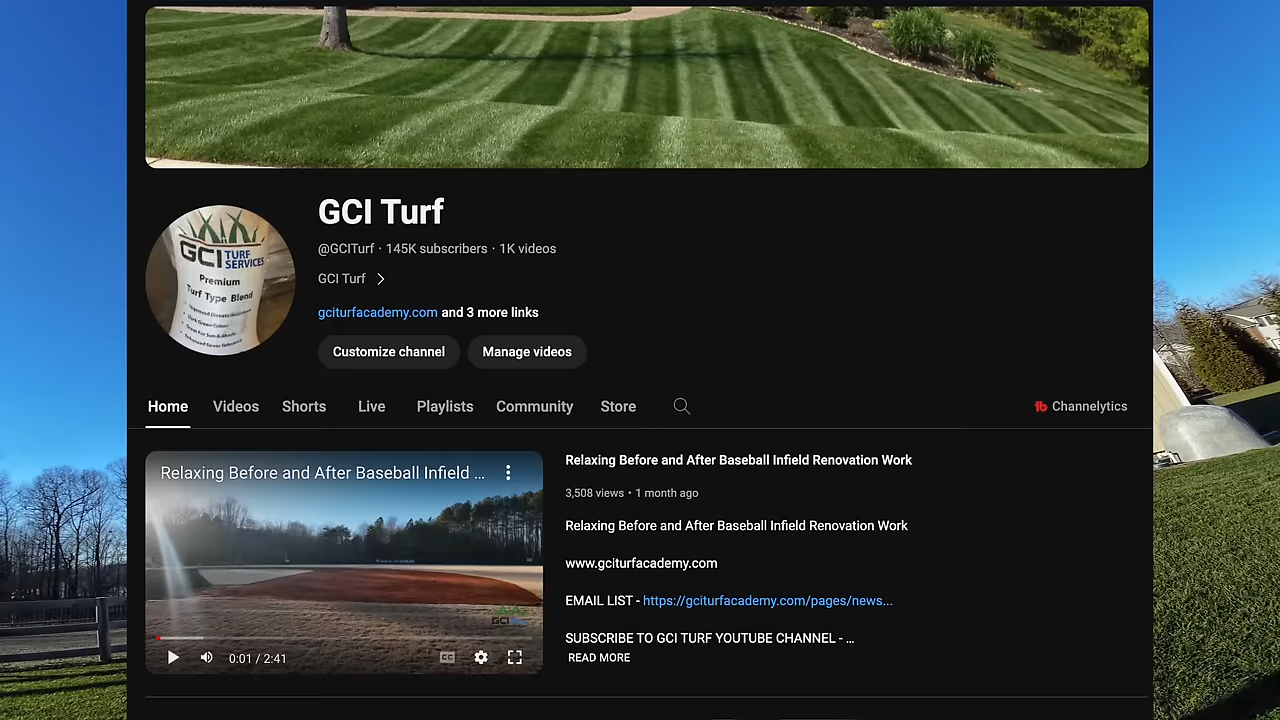 GCI TURF
SERVICES
Premium
Turf Type Blend
GCI Turf
@GCITurf · 145K subscribers · 1K videos
GCI Turf
gciturfacademy.com and 3 more links
Customize channel
Manage videos
Home
Videos
Shorts
Live
Playlists
Community
Store
Channelytics
Relaxing Before and After Baseball Infield ...
GCI
0:01 / 2:41
CC
Relaxing Before and After Baseball Infield Renovation Work
3,508 views · 1 month ago
Relaxing Before and After Baseball Infield Renovation Work
www.gciturfacademy.com
EMAIL LIST - https://gciturfacademy.com/pages/news...
SUBSCRIBE TO GCI TURF YOUTUBE CHANNEL - ...
READ MORE